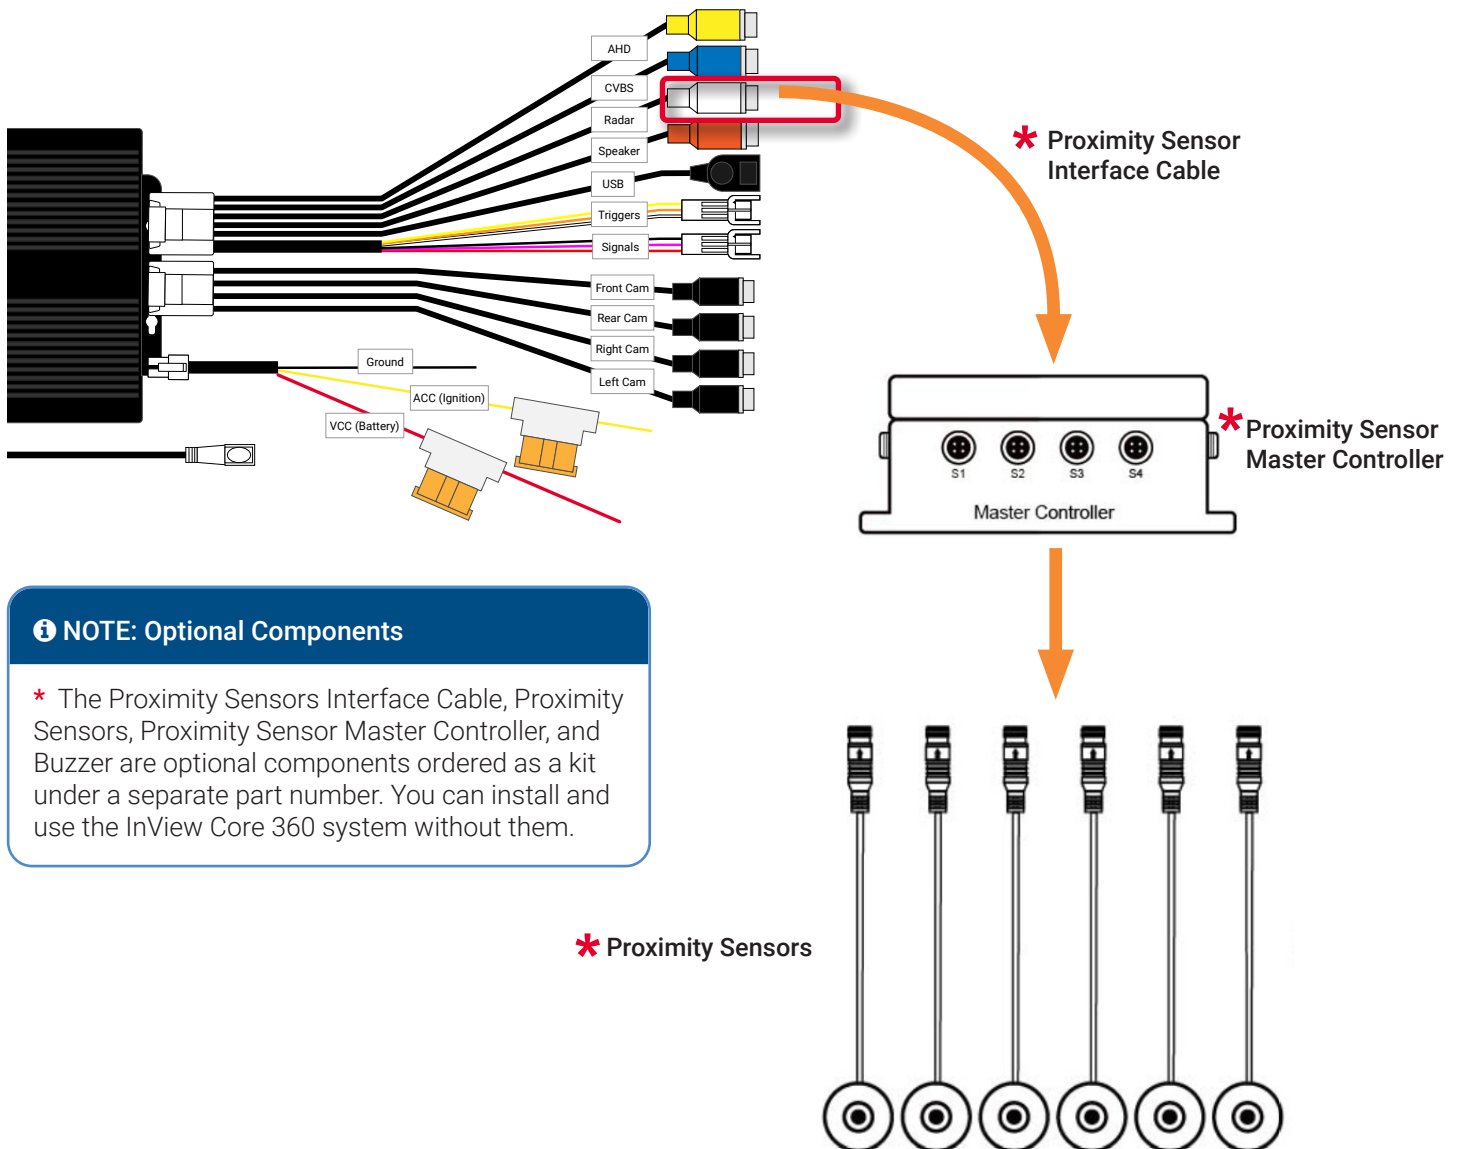 AHD
CVBS
Radar
Speaker
USB
Triggers
Signals
Front Cam
Rear Cam
Right Cam
Left Cam
Ground
ACC (Ignition)
VCC (Battery)
* Proximity Sensor
Interface Cable
* Proximity Sensor
Master Controller
S1 S2 S3 S4
Master Controller
NOTE: Optional Components
* The Proximity Sensors Interface Cable, Proximity
Sensors, Proximity Sensor Master Controller, and
Buzzer are optional components ordered as a kit
under a separate part number. You can install and
use the InView Core 360 system without them.
* Proximity Sensors